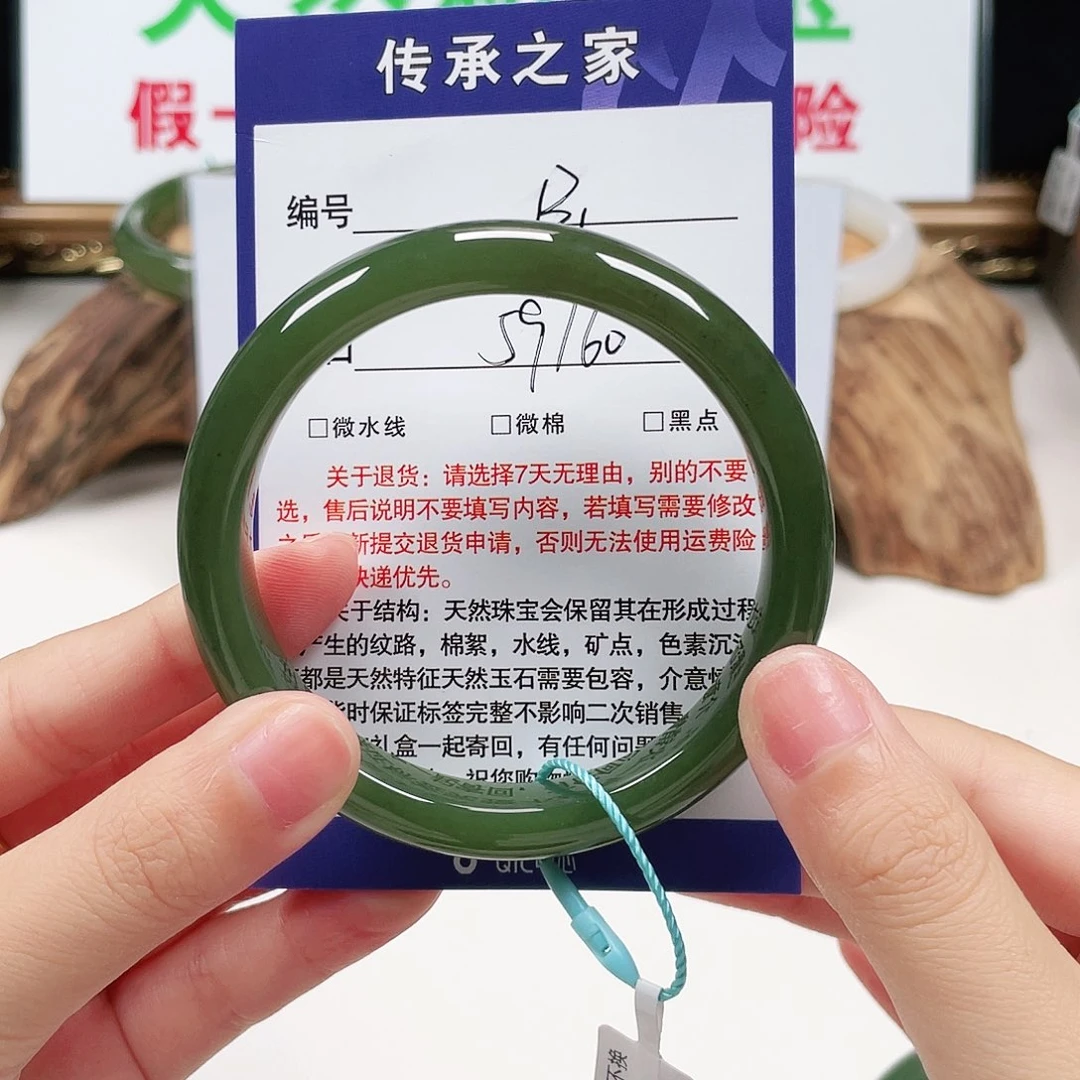 假一 险
传承之家
编号 B1
59/60
□微水线 □微棉 □黑点
关于退货：请选择7天无理由，别的不要
选，售后说明不要填写内容，若填写需要修改
新提交退货申请，否则无法使用运费险
快递优先。
关于结构：天然珠宝会保留其在形成过程
产生的纹路，棉絮，水线，矿点，色素沉
都是天然特征天然玉石需要包容，介意
货时保证标签完整不影响二次销售
礼盒一起寄回，有任何问
祝您购物
不换